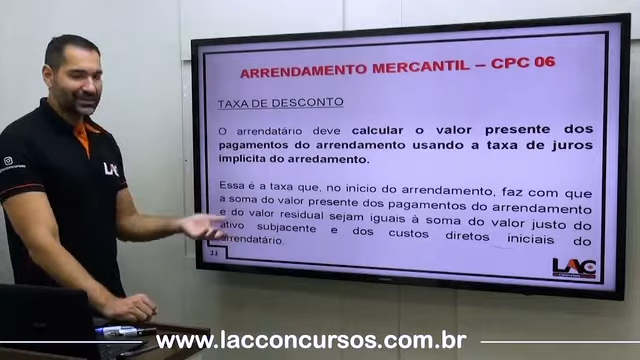 ARRENDAMENTO MERCANTIL – CPC 06
TAXA DE DESCONTO
O arrendatário deve calcular o valor presente dos
pagamentos do arrendamento usando a taxa de juros
implícita do arredamento.
Essa é a taxa que, no início do arrendamento, faz com que
a soma do valor presente dos pagamentos do arrendamento
e do valor residual sejam iguais à soma do valor justo do
ativo subjacente e dos custos diretos iniciais do
arrendatário.
11
LAC
LAC
www.lacconcursos.com.br